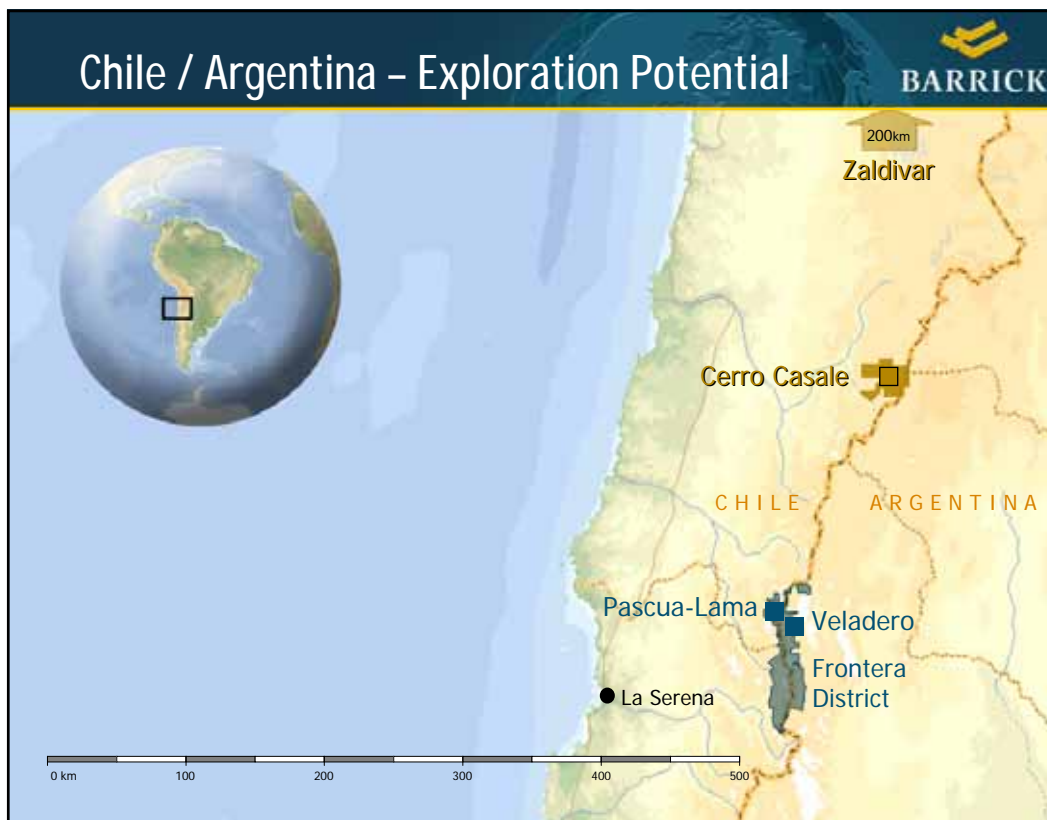 Chile / Argentina – Exploration Potential
BARRICK
200km
Zaldivar
Cerro Casale
CHILE
ARGENTINA
Pascua-Lama
Veladero
Frontera
District
La Serena
0 km
100
200
300
400
500